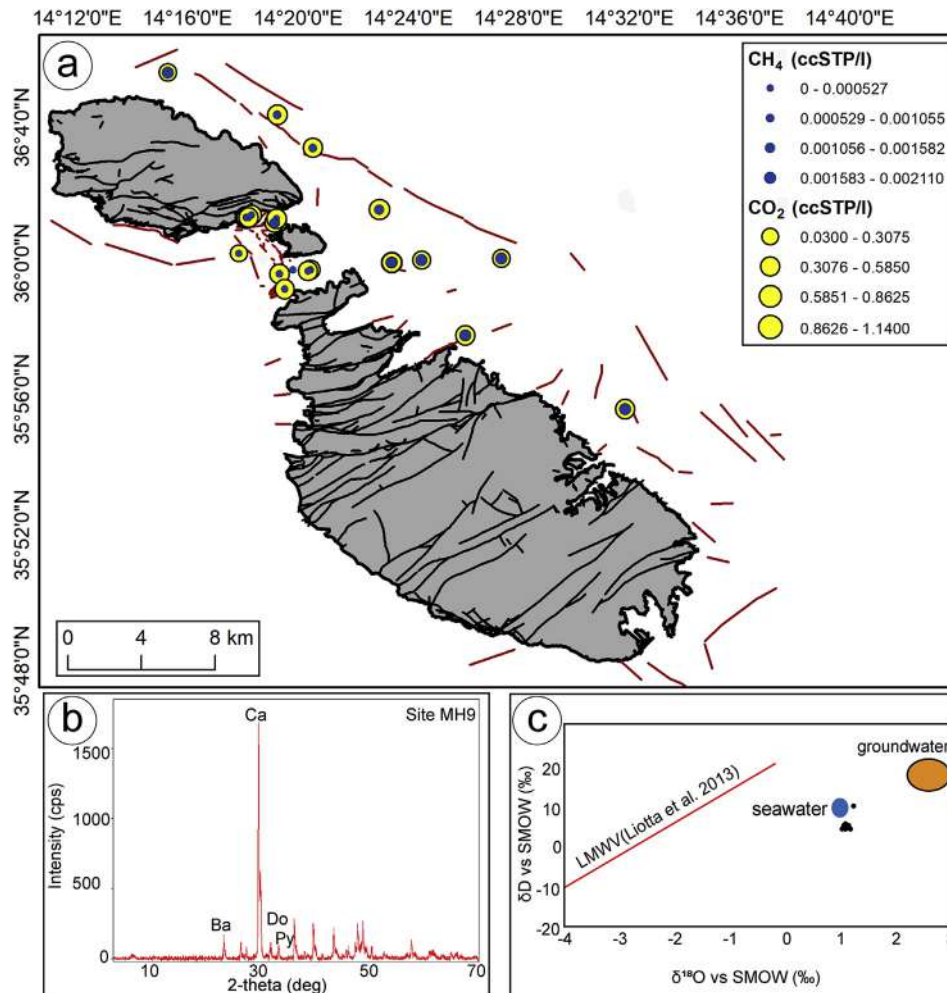 14°12'0"E 14°16'0"E 14°20'0"E 14°24'0"E 14°28'0"E 14°32'0"E 14°36'0"E 14°40'0"E
a
CH₄ (ccSTP/l)
0 - 0.000527
0.000529 - 0.001055
0.001056 - 0.001582
0.001583 - 0.002110
CO₂ (ccSTP/l)
0.0300 - 0.3075
0.3076 - 0.5850
0.5851 - 0.8625
0.8626 - 1.1400
36°4'0"N
36°0'0"N
35°56'0"N
35°52'0"N
35°48'0"N
0 4 8 km
b
Ca
Site MH9
1500
1000
500
0
Intensity (cps)
Ba
Do
Py
10 30 50 70
2-theta (deg)
c
groundwater
seawater
LMWV(Liotta et al. 2013)
20
10
0
-10
-20
δD vs SMOW (‰)
-4 -3 -2 -1 0 1 2 3
δ¹⁸O vs SMOW (‰)